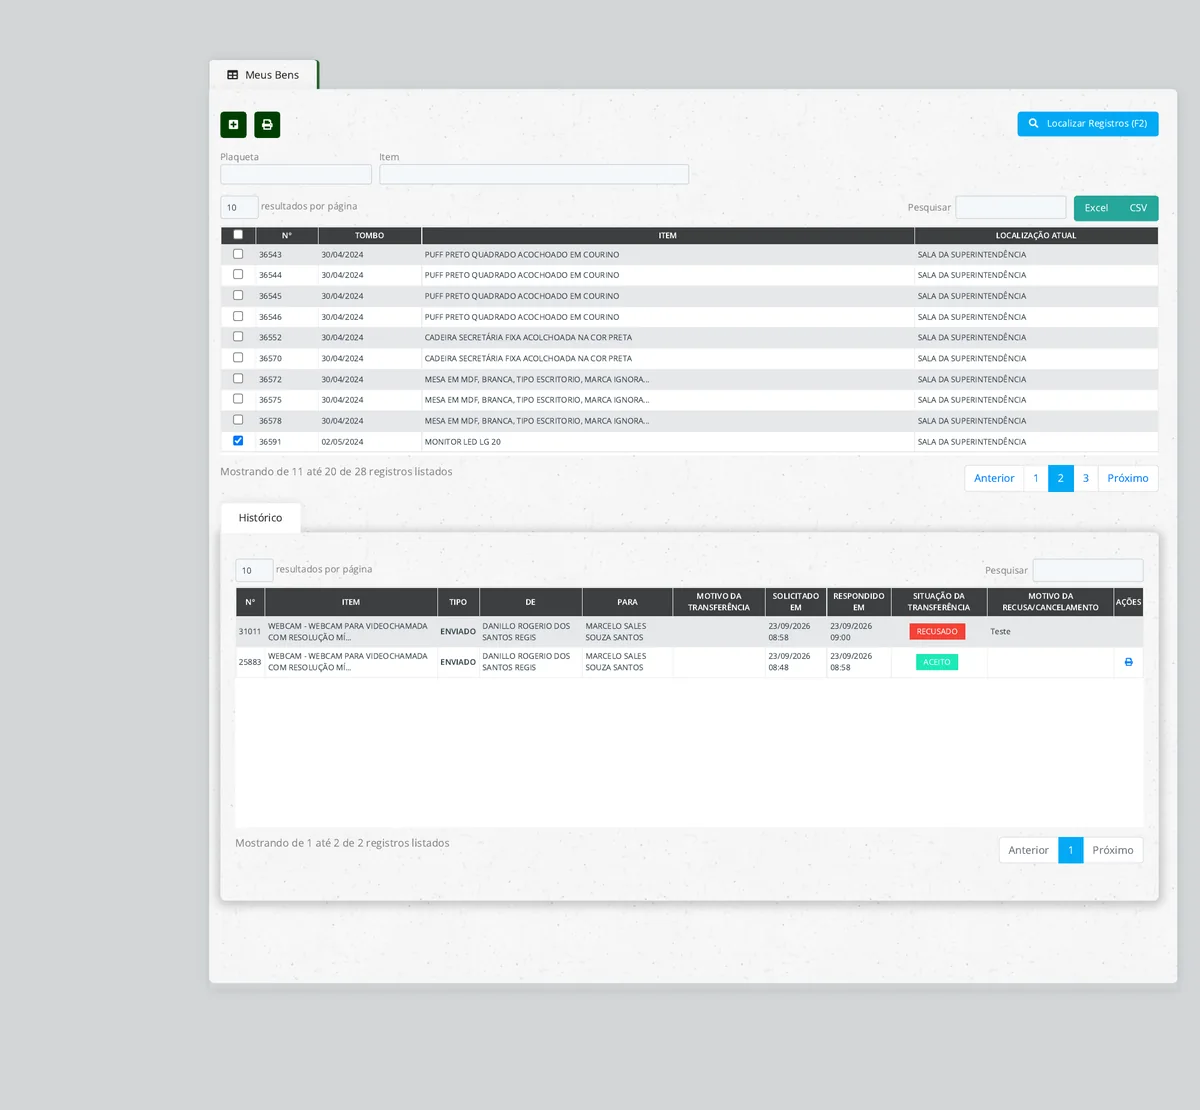 Meus Bens
Localizar Registros (F2)
Plaqueta Item
10 resultados por página Pesquisar Excel CSV
N° TOMBO ITEM LOCALIZAÇÃO ATUAL
36543 30/04/2024 PUFF PRETO QUADRADO ACOCHOADO EM COURINO SALA DA SUPERINTENDÊNCIA
36544 30/04/2024 PUFF PRETO QUADRADO ACOCHOADO EM COURINO SALA DA SUPERINTENDÊNCIA
36545 30/04/2024 PUFF PRETO QUADRADO ACOCHOADO EM COURINO SALA DA SUPERINTENDÊNCIA
36546 30/04/2024 PUFF PRETO QUADRADO ACOCHOADO EM COURINO SALA DA SUPERINTENDÊNCIA
36552 30/04/2024 CADEIRA SECRETÁRIA FIXA ACOLCHOADA NA COR PRETA SALA DA SUPERINTENDÊNCIA
36570 30/04/2024 CADEIRA SECRETÁRIA FIXA ACOLCHOADA NA COR PRETA SALA DA SUPERINTENDÊNCIA
36572 30/04/2024 MESA EM MDF, BRANCA, TIPO ESCRITORIO, MARCA IGNORA... SALA DA SUPERINTENDÊNCIA
36575 30/04/2024 MESA EM MDF, BRANCA, TIPO ESCRITORIO, MARCA IGNORA... SALA DA SUPERINTENDÊNCIA
36578 30/04/2024 MESA EM MDF, BRANCA, TIPO ESCRITORIO, MARCA IGNORA... SALA DA SUPERINTENDÊNCIA
36591 02/05/2024 MONITOR LED LG 20 SALA DA SUPERINTENDÊNCIA
Mostrando de 11 até 20 de 28 registros listados
Anterior 1 2 3 Próximo
Histórico
10 resultados por página Pesquisar
N° ITEM TIPO DE PARA MOTIVO DA TRANSFERÊNCIA SOLICITADO EM RESPONDIDO EM SITUAÇÃO DA TRANSFERÊNCIA MOTIVO DA RECUSA/CANCELAMENTO AÇÕES
31011 WEBCAM - WEBCAM PARA VIDEOCHAMADA COM RESOLUÇÃO MÍ... ENVIADO DANILLO ROGERIO DOS SANTOS REGIS MARCELO SALES SOUZA SANTOS 23/09/2026 08:58 23/09/2026 09:00 RECUSADO Teste
25883 WEBCAM - WEBCAM PARA VIDEOCHAMADA COM RESOLUÇÃO MÍ... ENVIADO DANILLO ROGERIO DOS SANTOS REGIS MARCELO SALES SOUZA SANTOS 23/09/2026 08:48 23/09/2026 08:58 ACEITO
Mostrando de 1 até 2 de 2 registros listados
Anterior 1 Próximo